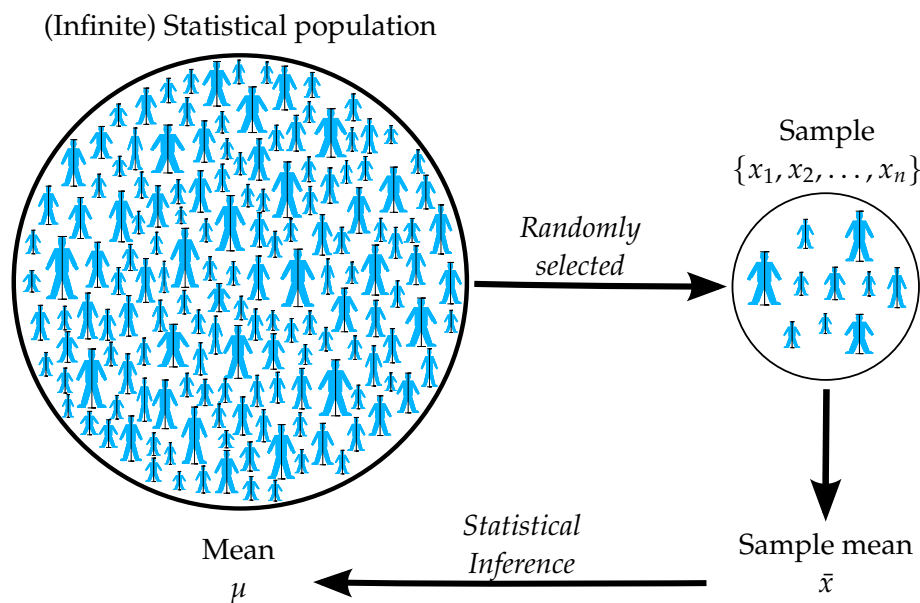 (Infinite) Statistical population
Sample
{x₁, x₂, . . . , xₙ}
Randomly
selected
Statistical
Inference
Mean
μ
Sample mean
x̄